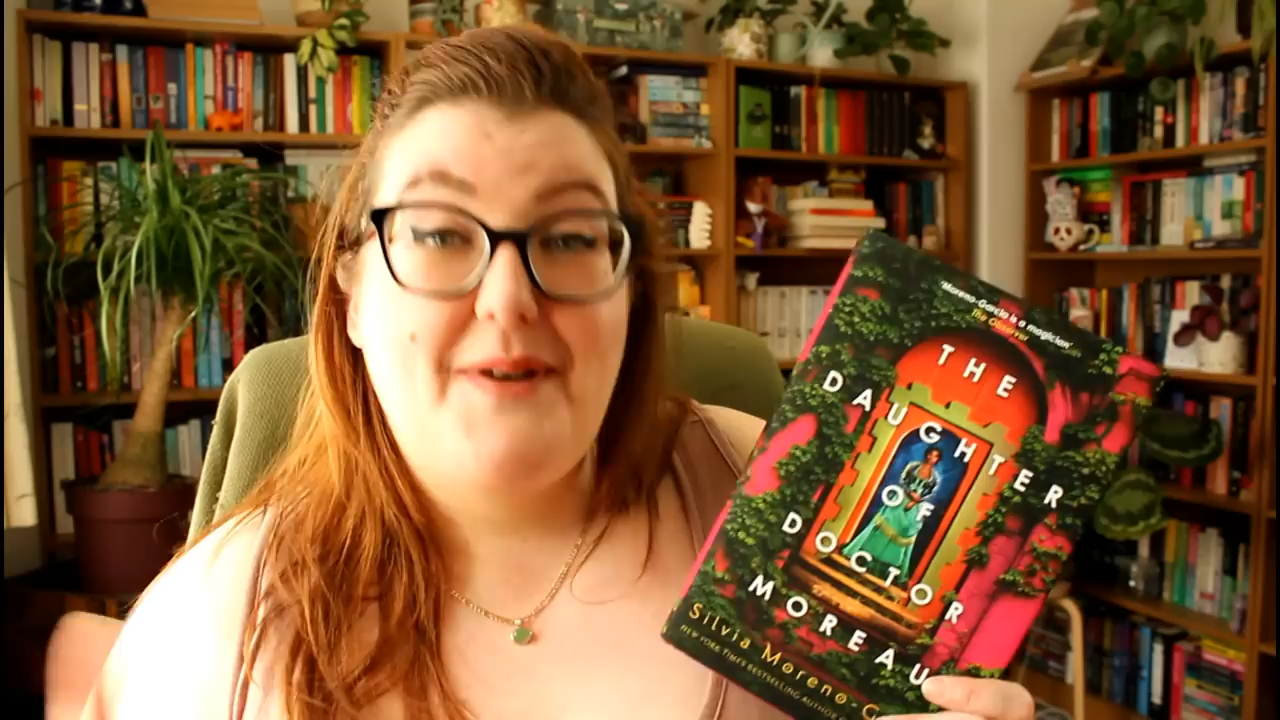 'Moreno-Garcia is a magician'
The Observer
THE
DAUGHTER
OF
DOCTOR
MOREAU
Silvia Moreno-G
NEW YORK TIMES BESTSELLING AUTHOR